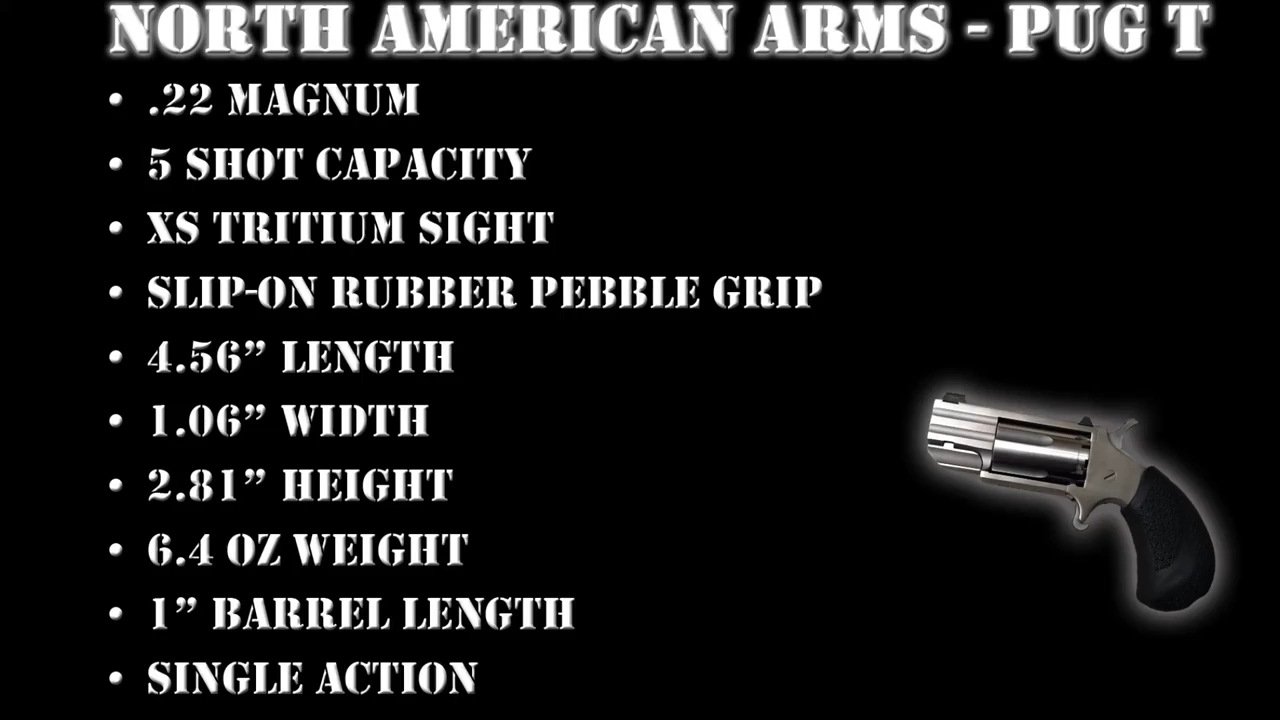 NORTH AMERICAN ARMS - PUG T
• .22 MAGNUM
• 5 SHOT CAPACITY
• XS TRITIUM SIGHT
• SLIP-ON RUBBER PEBBLE GRIP
• 4.56” LENGTH
• 1.06” WIDTH
• 2.81” HEIGHT
• 6.4 OZ WEIGHT
• 1” BARREL LENGTH
• SINGLE ACTION